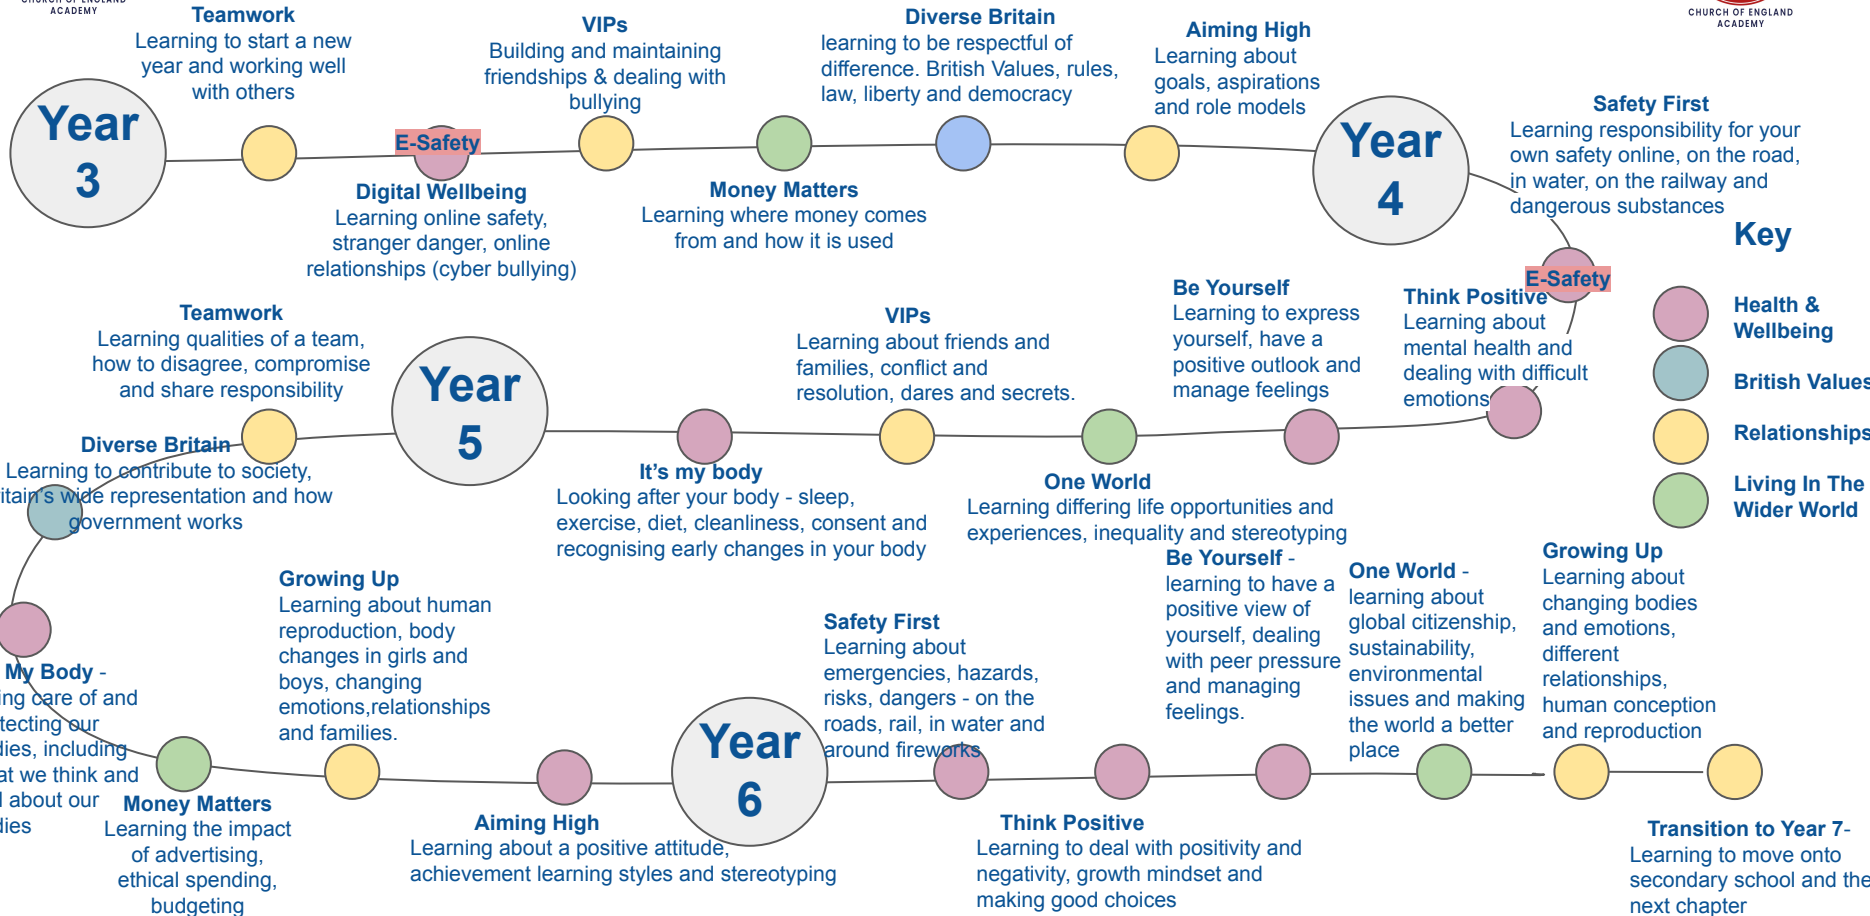 CHURCH OF ENGLAND
ACADEMY
CHURCH OF ENGLAND
ACADEMY
Year
3
Teamwork
Learning to start a new
year and working well
with others
E-Safety
Digital Wellbeing
Learning online safety,
stranger danger, online
relationships (cyber bullying)
VIPs
Building and maintaining
friendships & dealing with
bullying
Money Matters
Learning where money comes
from and how it is used
Diverse Britain
learning to be respectful of
difference. British Values, rules,
law, liberty and democracy
Aiming High
Learning about
goals, aspirations
and role models
Year
4
Safety First
Learning responsibility for your
own safety online, on the road,
in water, on the railway and
dangerous substances
E-Safety
Key
Health &
Wellbeing
British Values
Relationships
Living In The
Wider World
Think Positive
Learning about
mental health and
dealing with difficult
emotions
Be Yourself
Learning to express
yourself, have a
positive outlook and
manage feelings
One World
Learning differing life opportunities and
experiences, inequality and stereotyping
VIPs
Learning about friends and
families, conflict and
resolution, dares and secrets.
It's my body
Looking after your body - sleep,
exercise, diet, cleanliness, consent and
recognising early changes in your body
Year
5
Teamwork
Learning qualities of a team,
how to disagree, compromise
and share responsibility
Diverse Britain
Learning to contribute to society,
wide representation and how
government works
My Body -
care of and
our
including
we think and
about our
Money Matters
Learning the impact
of advertising,
ethical spending,
budgeting
Growing Up
Learning about human
reproduction, body
changes in girls and
boys, changing
emotions,relationships
and families.
Aiming High
Learning about a positive attitude,
achievement learning styles and stereotyping
Year
6
Safety First
Learning about
emergencies, hazards,
risks, dangers - on the
roads, rail, in water and
around fireworks
Think Positive
Learning to deal with positivity and
negativity, growth mindset and
making good choices
Be Yourself -
learning to have a
positive view of
yourself, dealing
with peer pressure
and managing
feelings.
One World -
learning about
global citizenship,
sustainability,
environmental
issues and making
the world a better
place
Growing Up
Learning about
changing bodies
and emotions,
different
relationships,
human conception
and reproduction
Transition to Year 7-
Learning to move onto
secondary school and the
next chapter